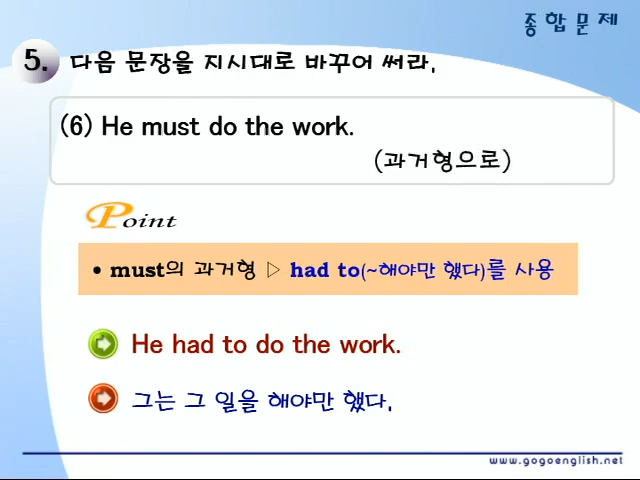 종합문제
5. 다음 문장을 지시대로 바꾸어 써라.
(6) He must do the work.
(과거형으로)
Point
• must의 과거형 ▷ had to(~해야만 했다)를 사용
He had to do the work.
그는 그 일을 해야만 했다.
www.gogoenglish.net